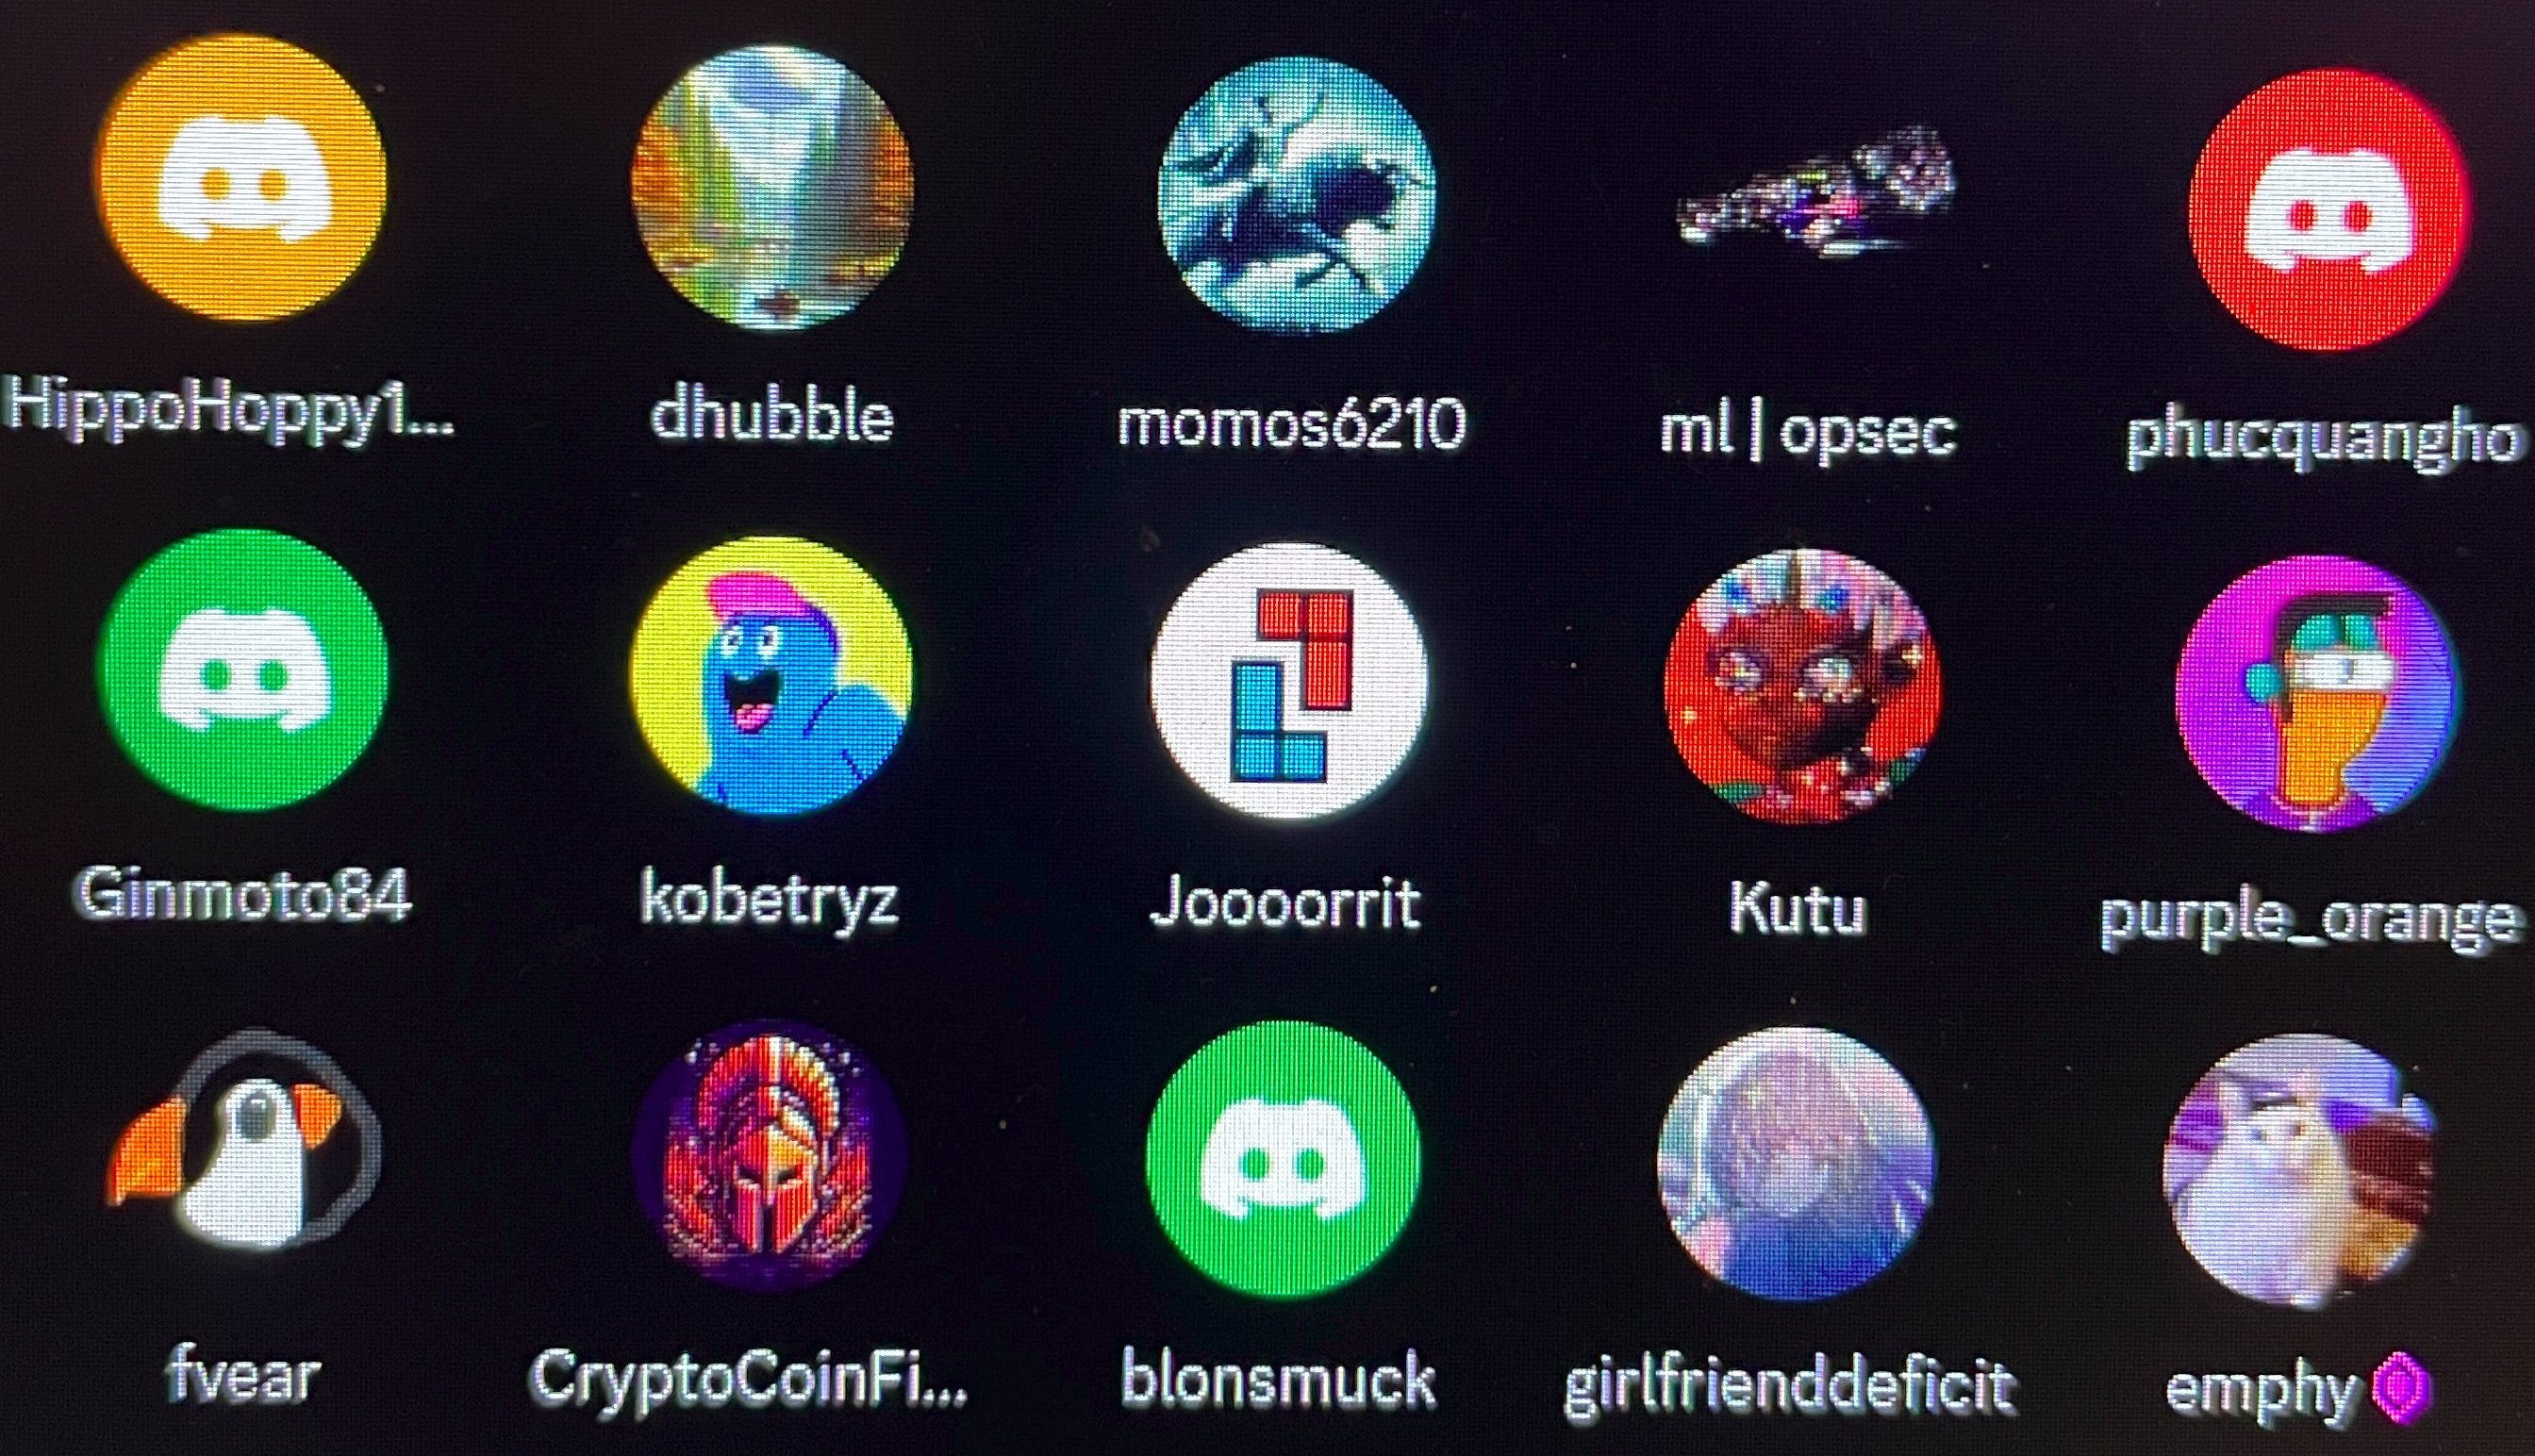 HippoHoppy1...
dhubble
momos6210
ml | opsec
phucquangho
Ginmoto84
kobetryz
Joooorrit
Kutu
purple_orange
fvear
CryptoCoinFi...
blonsmuck
girlfrienddeficit
emphy